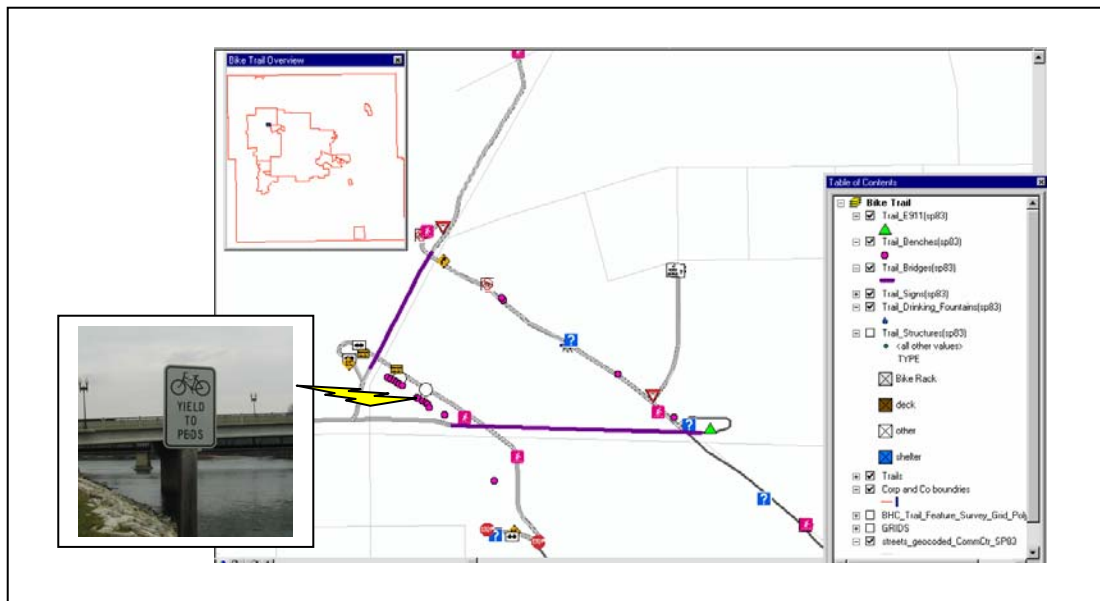 Bike Trail Overview
Table of Contents
Bike Trail
Trail_E911(sp83)
Trail_Benches(sp83)
Trail_Bridges(sp83)
Trail_Signs(sp83)
Trail_Drinking_Fountains(sp83)
Trail_Structures(sp83)
<all other values>
TYPE
Bike Rack
deck
other
shelter
Trails
Corp and Co boundries
BHC_Trail_Feature_Survey_Grid_Poly
GRIDS
streets_geocoded_CommCtr_SP83
YIELD
TO
PEDS
?
?
?
?
STOP
?
STOP